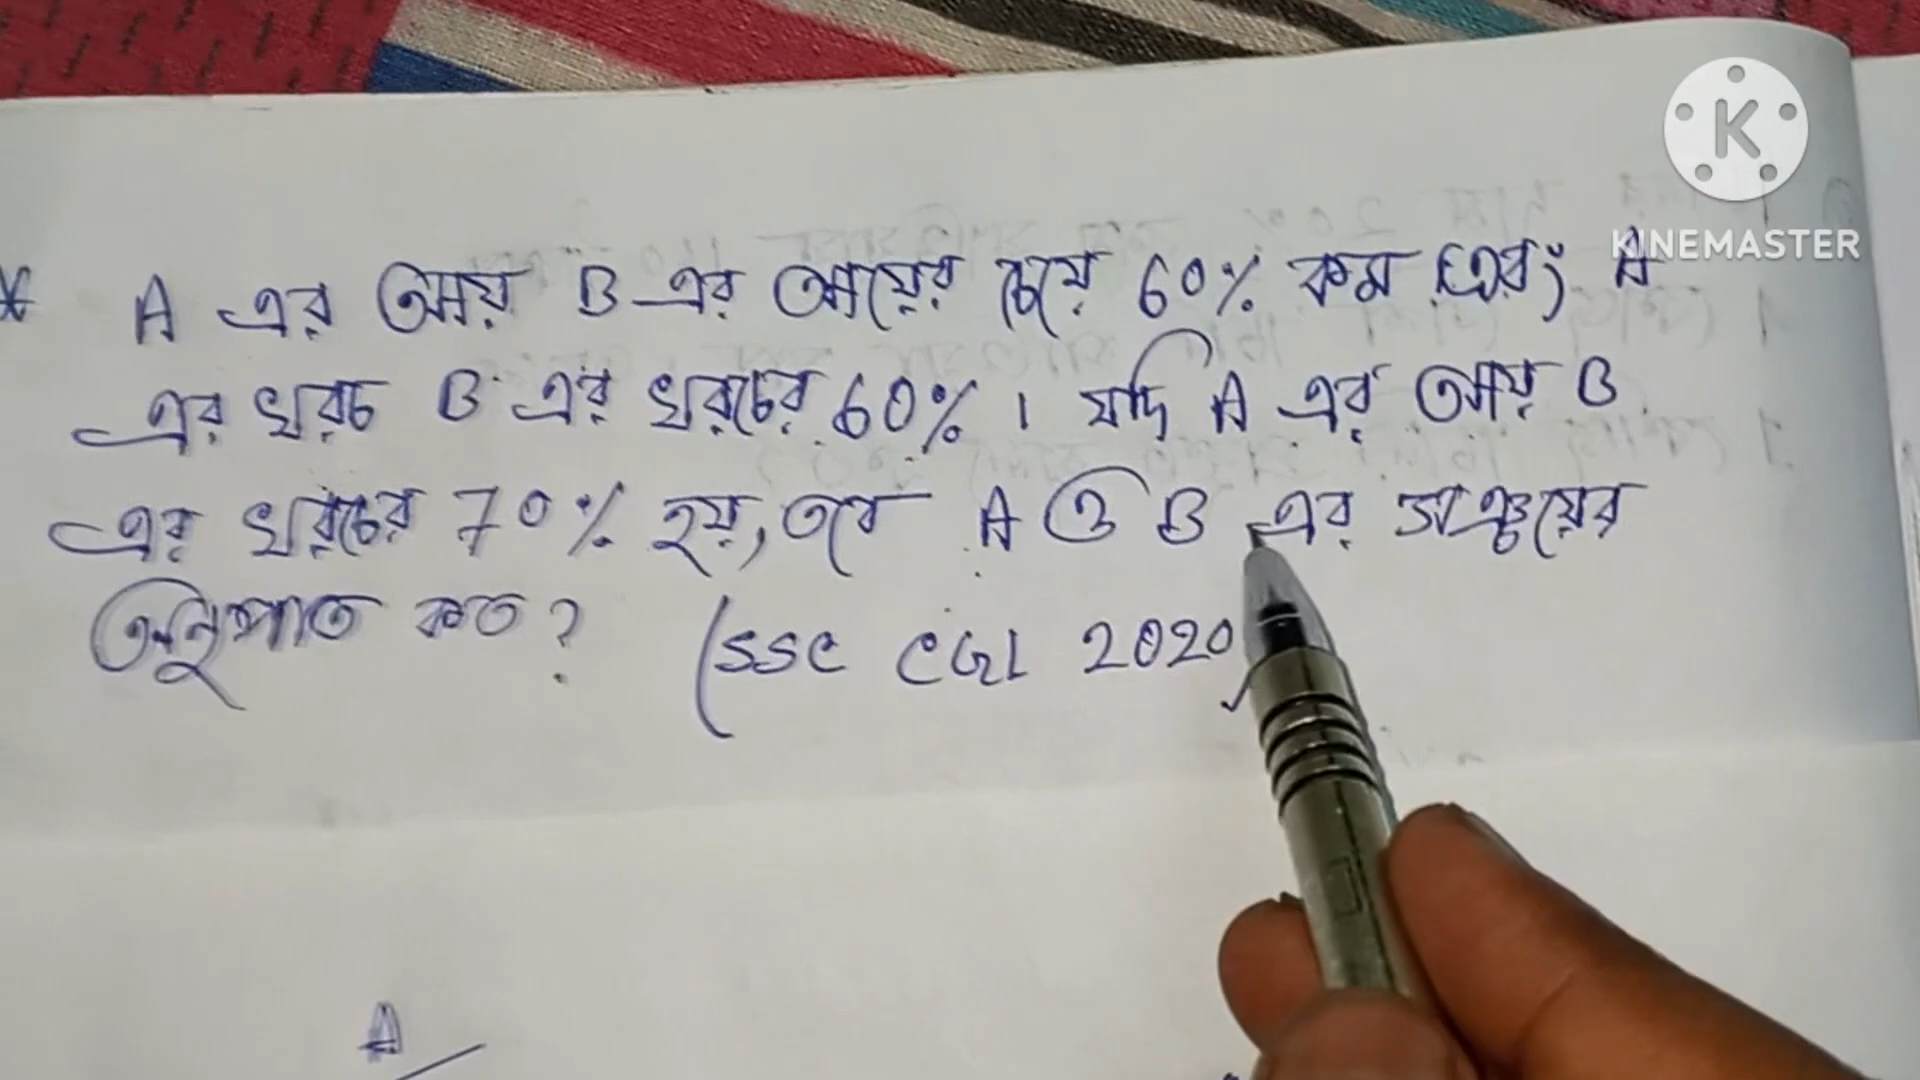 KINEMASTER
* A এর আয় B এর আয়ের চেয়ে 60% কম এবং A
এর খরচ B এর খরচের 60% । যদি A এর আয় B
এর খরচের 70% হয়, তবে A ও B এর সঞ্চয়ের
অনুপাত কত? (SSC CGL 2020)
A